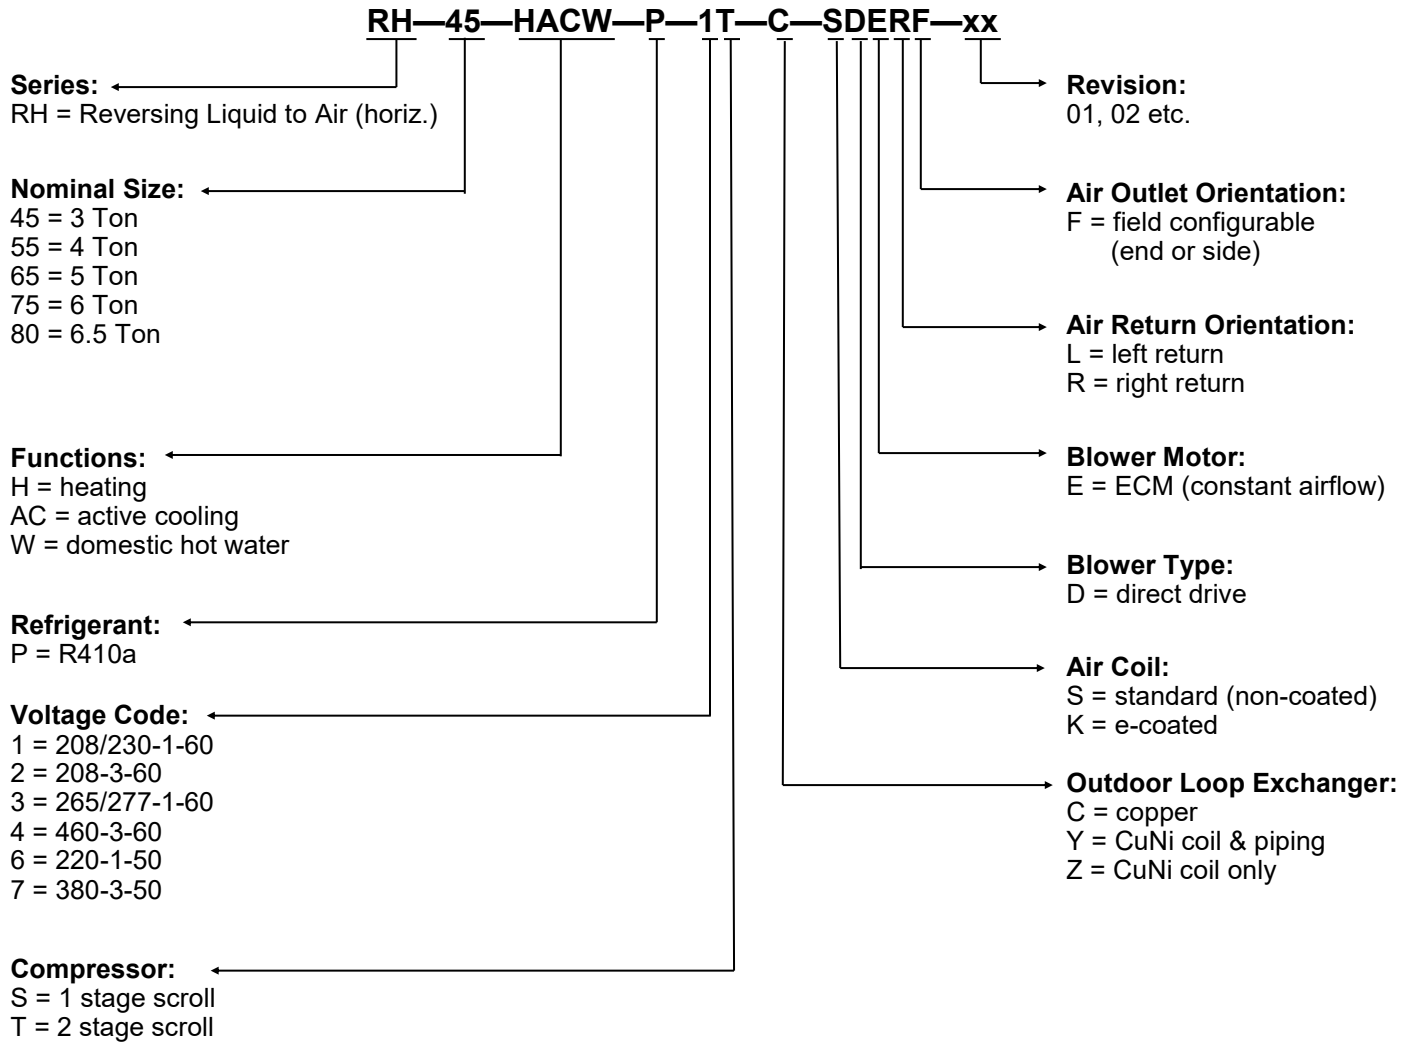 RH—45—HACW—P—1T—C—SDERF—xx
Series:
RH = Reversing Liquid to Air (horiz.)
Nominal Size:
45 = 3 Ton
55 = 4 Ton
65 = 5 Ton
75 = 6 Ton
80 = 6.5 Ton
Functions:
H = heating
AC = active cooling
W = domestic hot water
Refrigerant:
P = R410a
Voltage Code:
1 = 208/230-1-60
2 = 208-3-60
3 = 265/277-1-60
4 = 460-3-60
6 = 220-1-50
7 = 380-3-50
Compressor:
S = 1 stage scroll
T = 2 stage scroll
Revision:
01, 02 etc.
Air Outlet Orientation:
F = field configurable
(end or side)
Air Return Orientation:
L = left return
R = right return
Blower Motor:
E = ECM (constant airflow)
Blower Type:
D = direct drive
Air Coil:
S = standard (non-coated)
K = e-coated
Outdoor Loop Exchanger:
C = copper
Y = CuNi coil & piping
Z = CuNi coil only